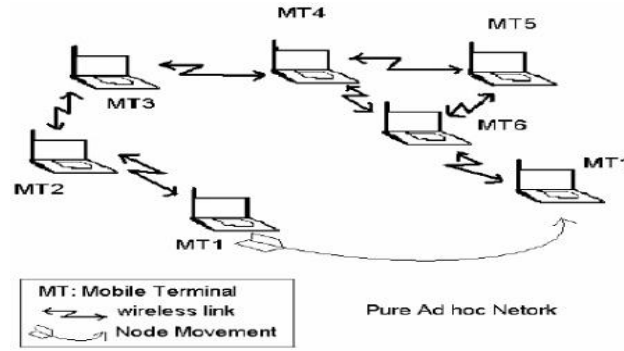 MT4
MT5
MT3
MT6
MT2
MT1
MT1
MT: Mobile Terminal
wireless link
Node Movement
Pure Ad hoc Netork